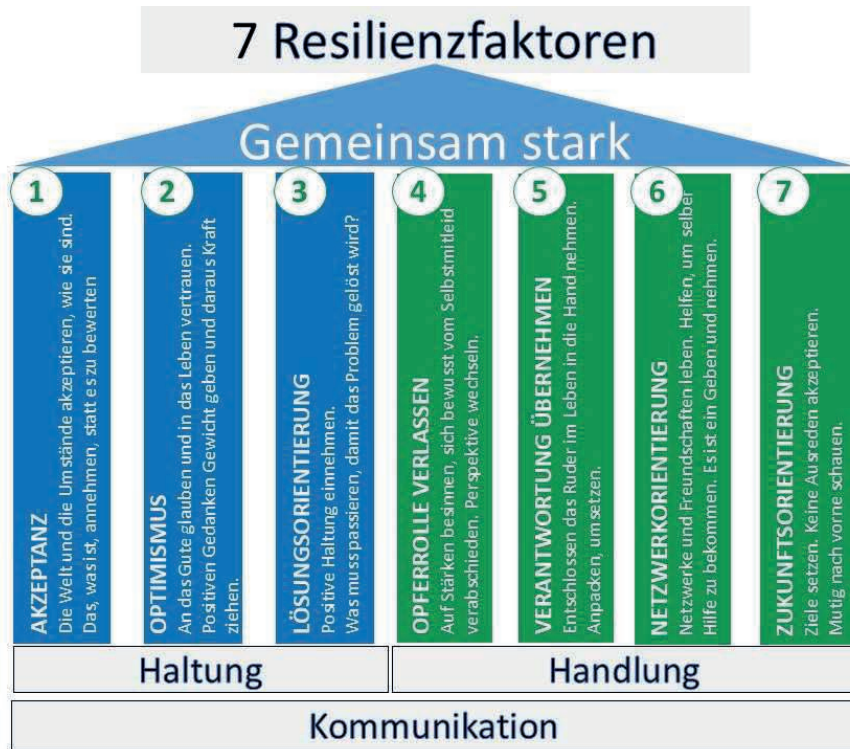 7 Resilienzfaktoren
Gemeinsam stark
1
AKZEPTANZ
Die Welt und die Umstände akzeptieren, wie sie sind.
Das, was ist, annehmen, statt es zu bewerten
2
OPTIMISMUS
An das Gute glauben und in das Leben vertrauen.
Positiven Gedanken Gewicht geben und daraus Kraft
ziehen.
3
LÖSUNGSORIENTIERUNG
Positive Haltung einnehmen.
Was muss passieren, damit das Problem gelöst wird?
4
OPFERROLLE VERLASSEN
Auf Stärken besinnen, sich bewusst vom Selbstmitleid
verabschieden, Perspektive wechseln.
5
VERANTWORTUNG ÜBERNEHMEN
Entschlossen das Ruder im Leben in die Hand nehmen.
Anpacken, umsetzen.
6
NETZWERKORIENTIERUNG
Netzwerke und Freundschaften leben. Helfen, um selber
Hilfe zu bekommen. Es ist ein Geben und nehmen.
7
ZUKUNFTSORIENTIERUNG
Ziele setzen. Keine Ausreden akzeptieren.
Mutig nach vorne schauen.
Haltung
Handlung
Kommunikation